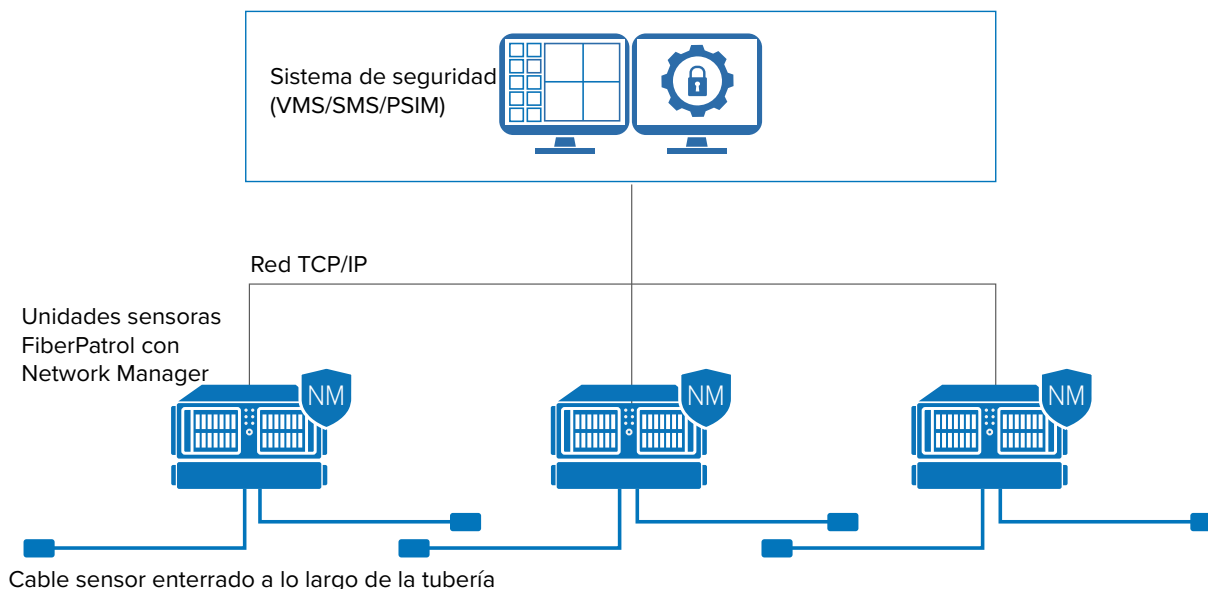 Sistema de seguridad
(VMS/SMS/PSIM)
Red TCP/IP
Unidades sensoras
FiberPatrol con
Network Manager
NM
NM
NM
Cable sensor enterrado a lo largo de la tubería